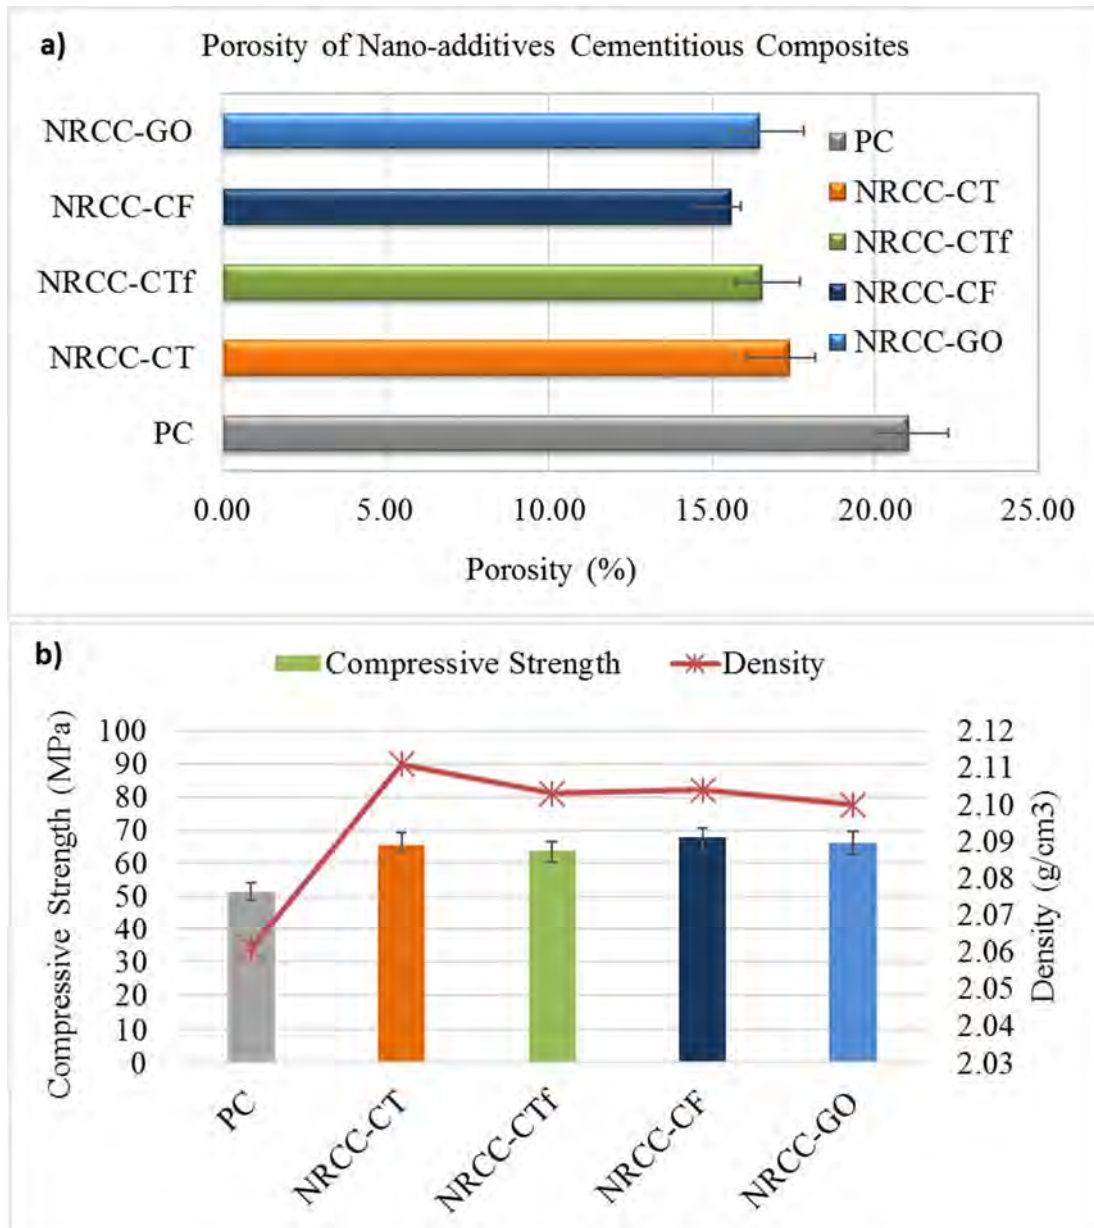 a)
Porosity of Nano-additives Cementitious Composites
NRCC-GO
NRCC-CF
NRCC-CTf
NRCC-CT
PC
PC
NRCC-CT
NRCC-CTf
NRCC-CF
NRCC-GO
0.00 5.00 10.00 15.00 20.00 25.00
Porosity (%)
b)
Compressive Strength Density
Compressive Strength (MPa)
100
90
80
70
60
50
40
30
20
10
0
2.12
2.11
2.10
2.09
2.08
2.07
2.06
2.05
2.04
2.03
Density (g/cm3)
PC
NRCC-CT
NRCC-CTf
NRCC-CF
NRCC-GO